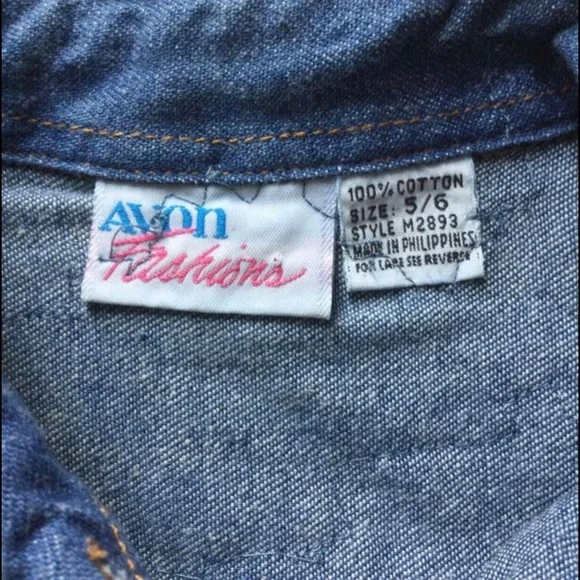 Avon
Fashions
100% COTTON
SIZE: 5/6
STYLE M2893
MADE IN PHILIPPINES
: FOR CARE SEE REVERSE :